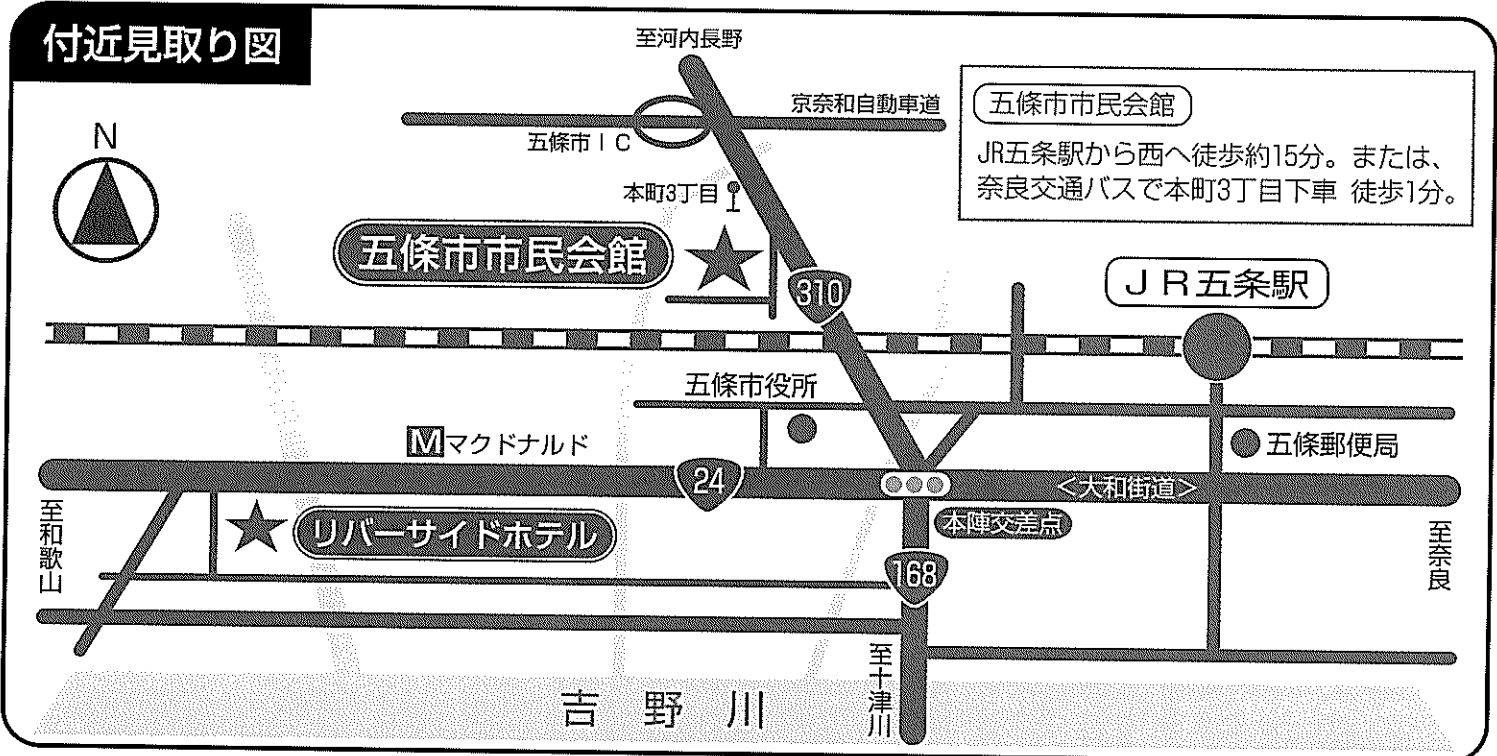 付近見取り図
至河内長野
京奈和自動車道
五條市IC
N
五條市市民会館
JR五条駅から西へ徒歩約15分。または、
奈良交通バスで本町3丁目下車 徒歩1分。
本町3丁目
五條市市民会館
310
JR五条駅
五條市役所
Mマクドナルド
五條郵便局
24
<大和街道>
至和歌山
リバーサイドホテル
本陣交差点
至奈良
168
至十津川
吉野川